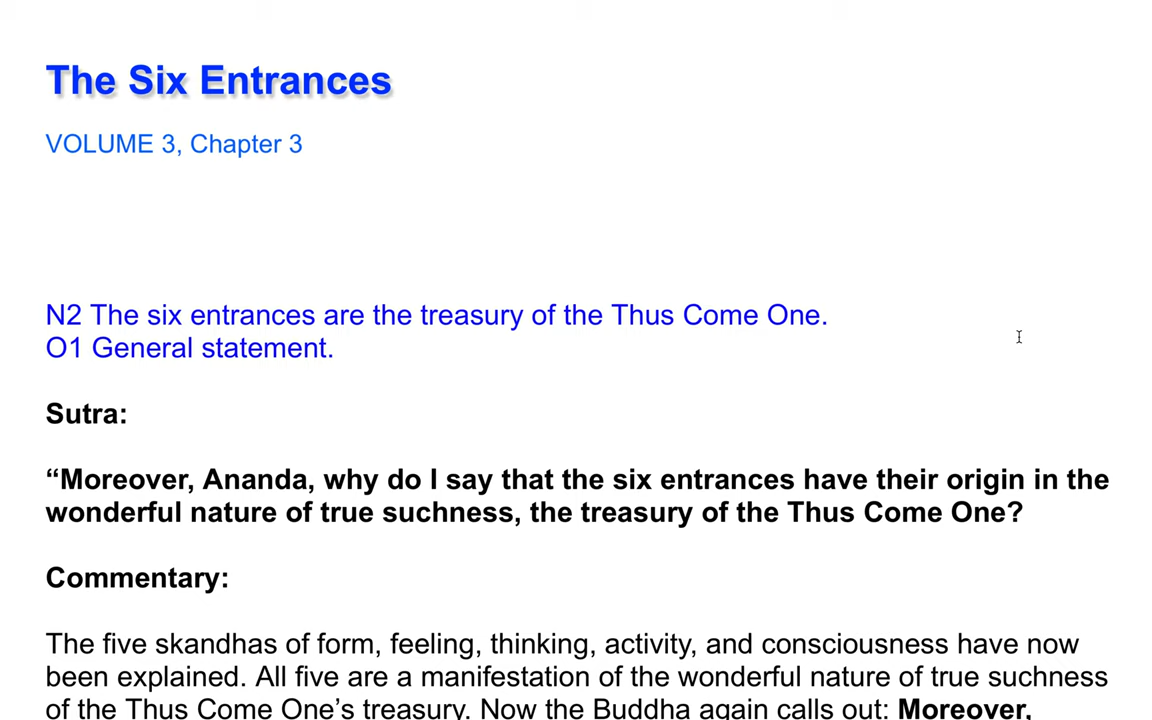 The Six Entrances
VOLUME 3, Chapter 3
N2 The six entrances are the treasury of the Thus Come One.
O1 General statement.
Sutra:
“Moreover, Ananda, why do I say that the six entrances have their origin in the
wonderful nature of true suchness, the treasury of the Thus Come One?
Commentary:
The five skandhas of form, feeling, thinking, activity, and consciousness have now
been explained. All five are a manifestation of the wonderful nature of true suchness
of the Thus Come One’s treasury. Now the Buddha again calls out: Moreover,